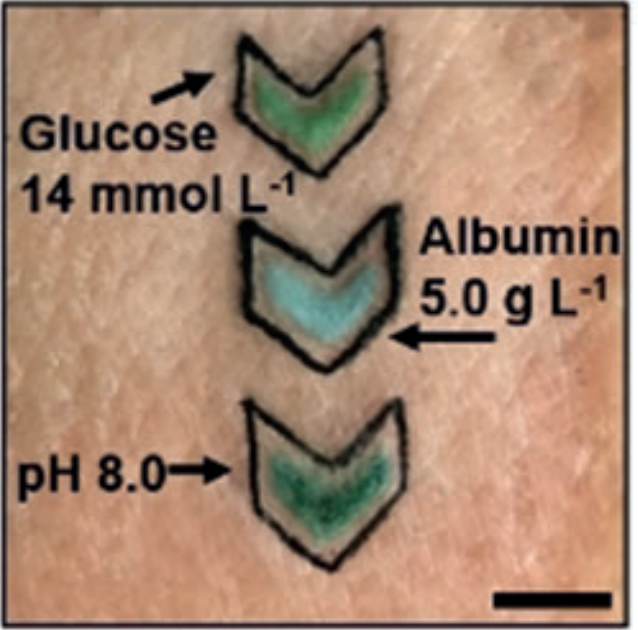 Glucose
14 mmol L⁻¹
Albumin
5.0 g L⁻¹
pH 8.0